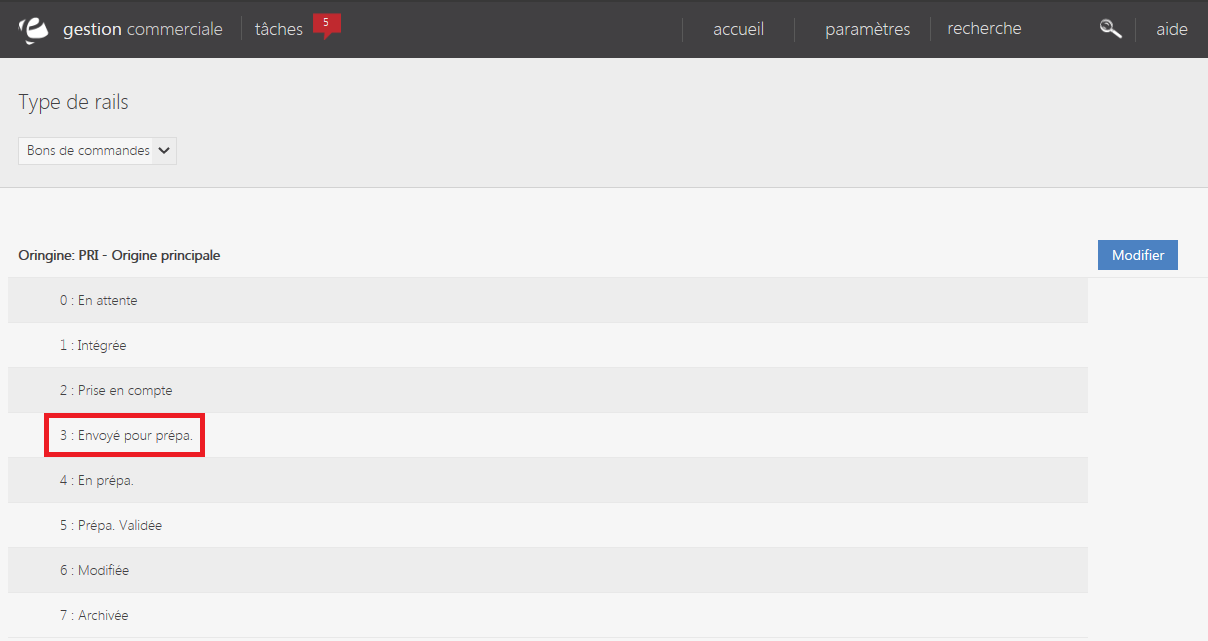 gestion commerciale tâches 5 accueil paramètres recherche aide
Type de rails
Bons de commandes
Oringine: PRI - Origine principale Modifier
0 : En attente
1 : Intégrée
2 : Prise en compte
3 : Envoyé pour prépa.
4 : En prépa.
5 : Prépa. Validée
6 : Modifiée
7 : Archivée